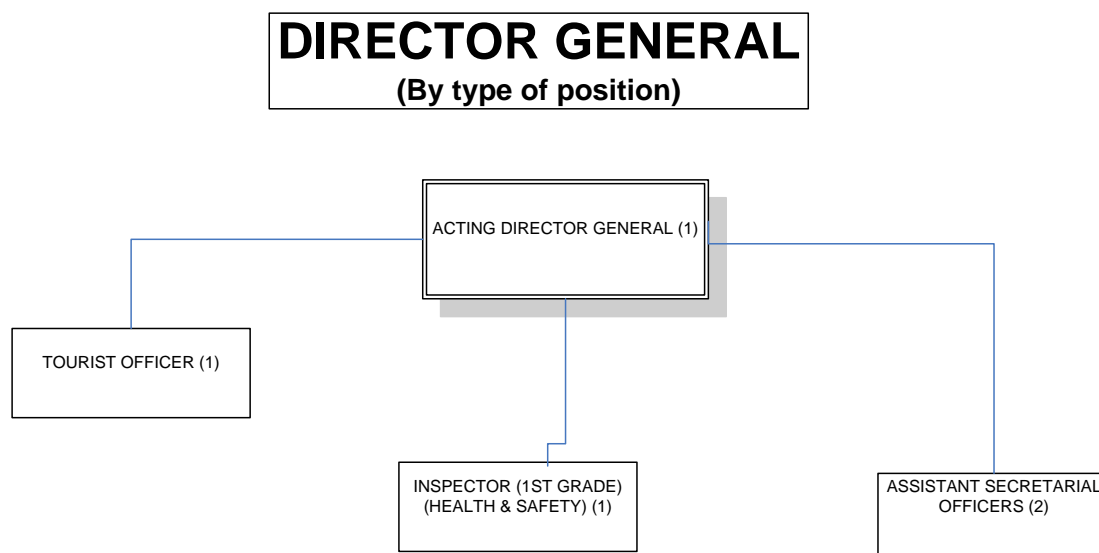 DIRECTOR GENERAL
(By type of position)
ACTING DIRECTOR GENERAL (1)
TOURIST OFFICER (1)
INSPECTOR (1ST GRADE)
(HEALTH & SAFETY) (1)
ASSISTANT SECRETARIAL
OFFICERS (2)